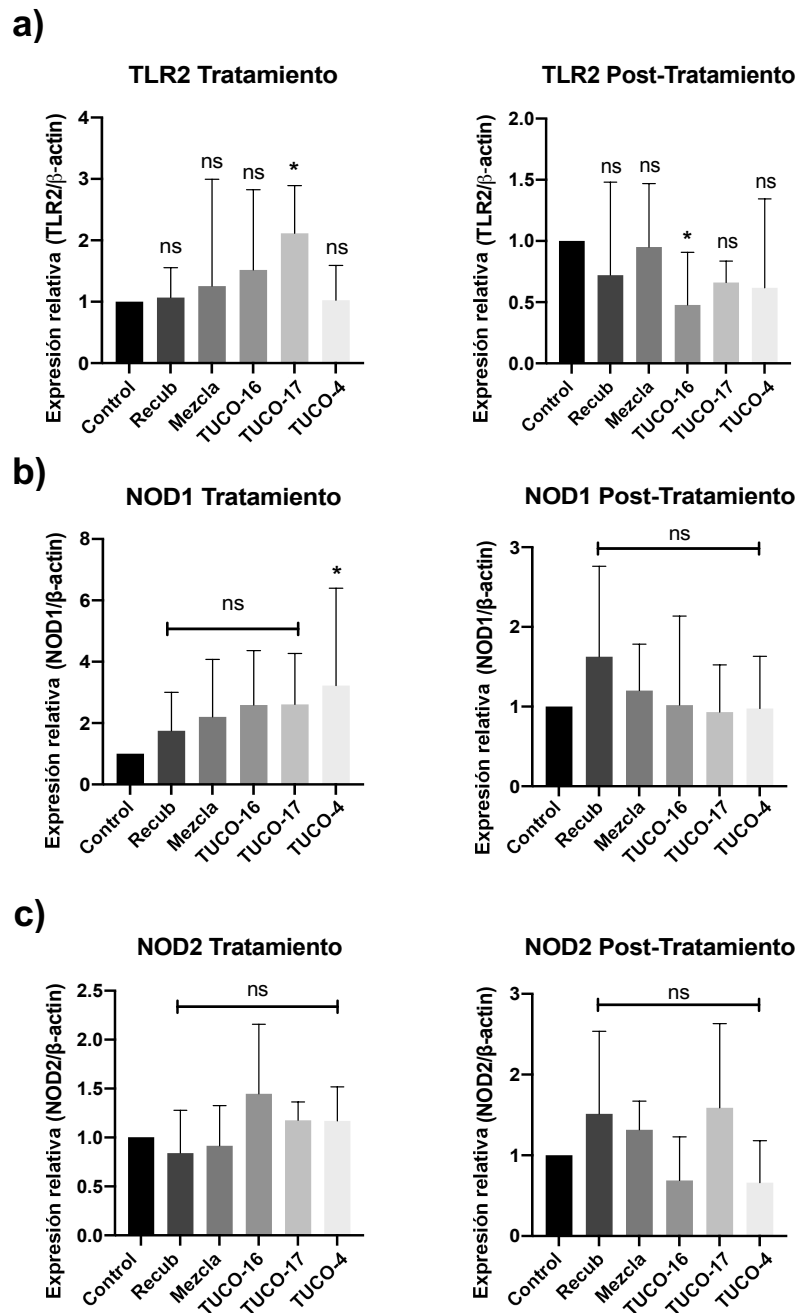 a)
TLR2 Tratamiento
Expresión relativa (TLR2/β-actin)
4
3
2
1
0
ns
ns
ns
*
ns
Control
Recub
Mezcla
TUCO-16
TUCO-17
TUCO-4
TLR2 Post-Tratamiento
Expresión relativa (TLR2/β-actin)
2.0
1.5
1.0
0.5
0.0
ns
ns
*
ns
ns
Control
Recub
Mezcla
TUCO-16
TUCO-17
TUCO-4
b)
NOD1 Tratamiento
Expresión relativa (NOD1/β-actin)
8
6
4
2
0
ns
*
Control
Recub
Mezcla
TUCO-16
TUCO-17
TUCO-4
NOD1 Post-Tratamiento
Expresión relativa (NOD1/β-actin)
3
2
1
0
ns
Control
Recub
Mezcla
TUCO-16
TUCO-17
TUCO-4
c)
NOD2 Tratamiento
Expresión relativa (NOD2/β-actin)
2.5
2.0
1.5
1.0
0.5
0.0
ns
Control
Recub
Mezcla
TUCO-16
TUCO-17
TUCO-4
NOD2 Post-Tratamiento
Expresión relativa (NOD2/β-actin)
3
2
1
0
ns
Control
Recub
Mezcla
TUCO-16
TUCO-17
TUCO-4